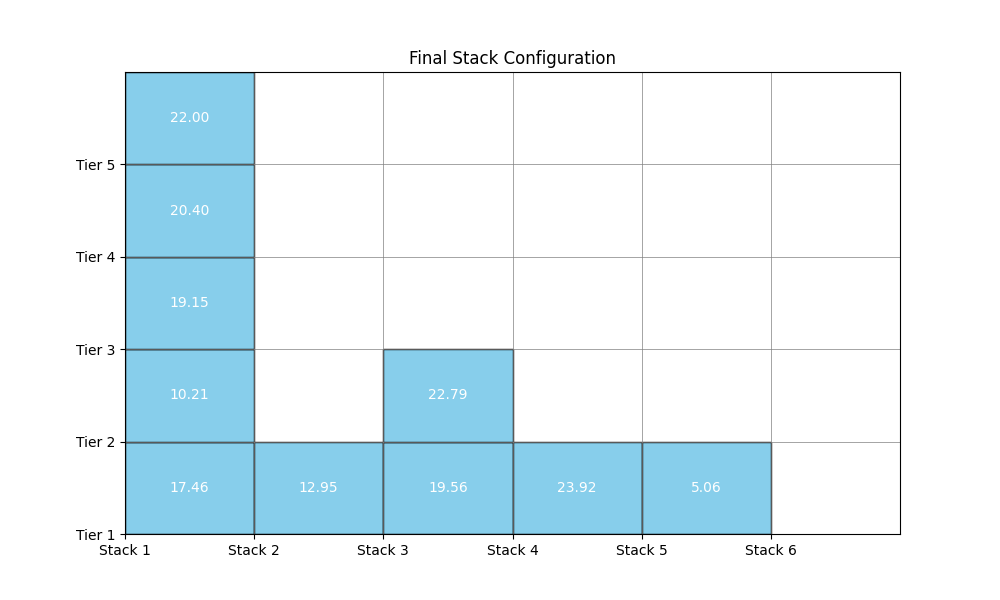 Final Stack Configuration
22.00
Tier 5
20.40
Tier 4
19.15
Tier 3
10.21 22.79
Tier 2
17.46 12.95 19.56 23.92 5.06
Tier 1
Stack 1 Stack 2 Stack 3 Stack 4 Stack 5 Stack 6